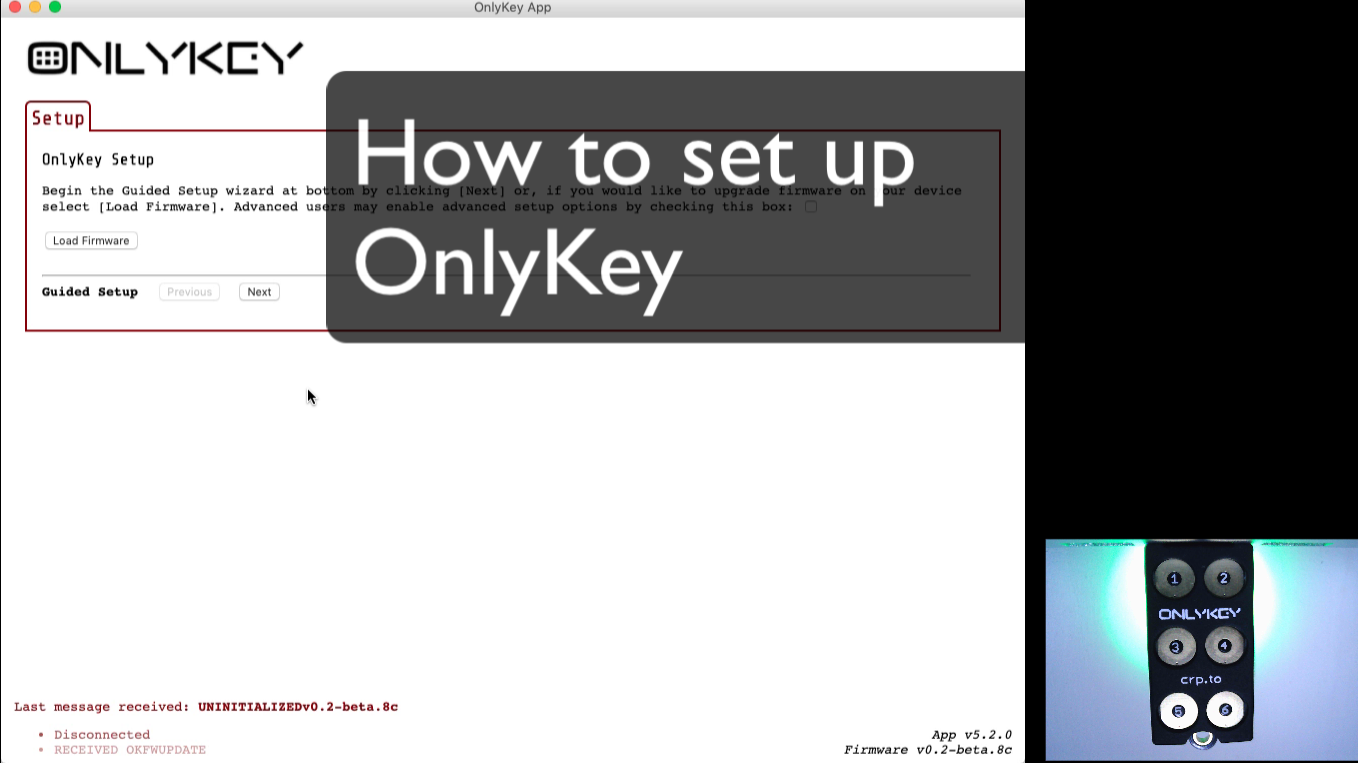 OnlyKey App
ONLYKEY
Setup
How to set up
OnlyKey
OnlyKey Setup
Begin the Guided Setup wizard at bottom by clicking [Next] or, if you would like to upgrade firmware on your device
select [Load Firmware]. Advanced users may enable advanced setup options by checking this box:
Load Firmware
Guided Setup Previous Next
Last message received: UNINITIALIZEDv0.2-beta.8c
Disconnected
RECEIVED OKFWUPDATE
App v5.2.0
Firmware v0.2-beta.8c
1 2
ONLYKEY
3 4
crp.to
5 6